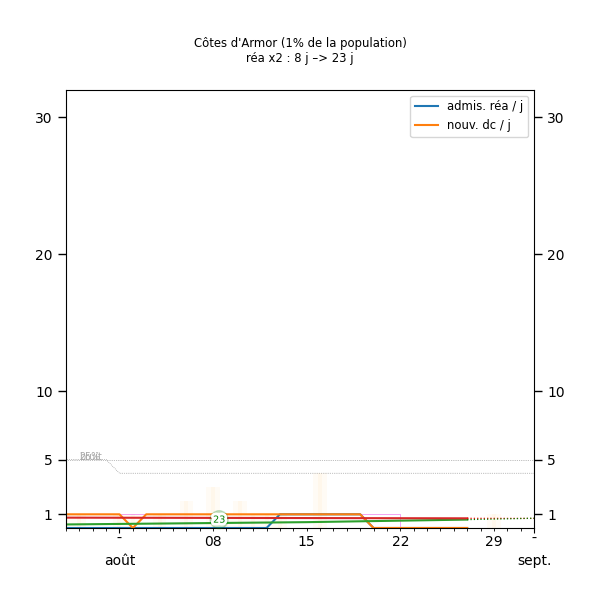 Côtes d'Armor (1% de la population)
réa x2 : 8 j –> 23 j
admis. réa / j
nouv. dc / j
30 30
20 20
10 10
5 5
1 1
23
- 08 15 22 29 -
août sept.